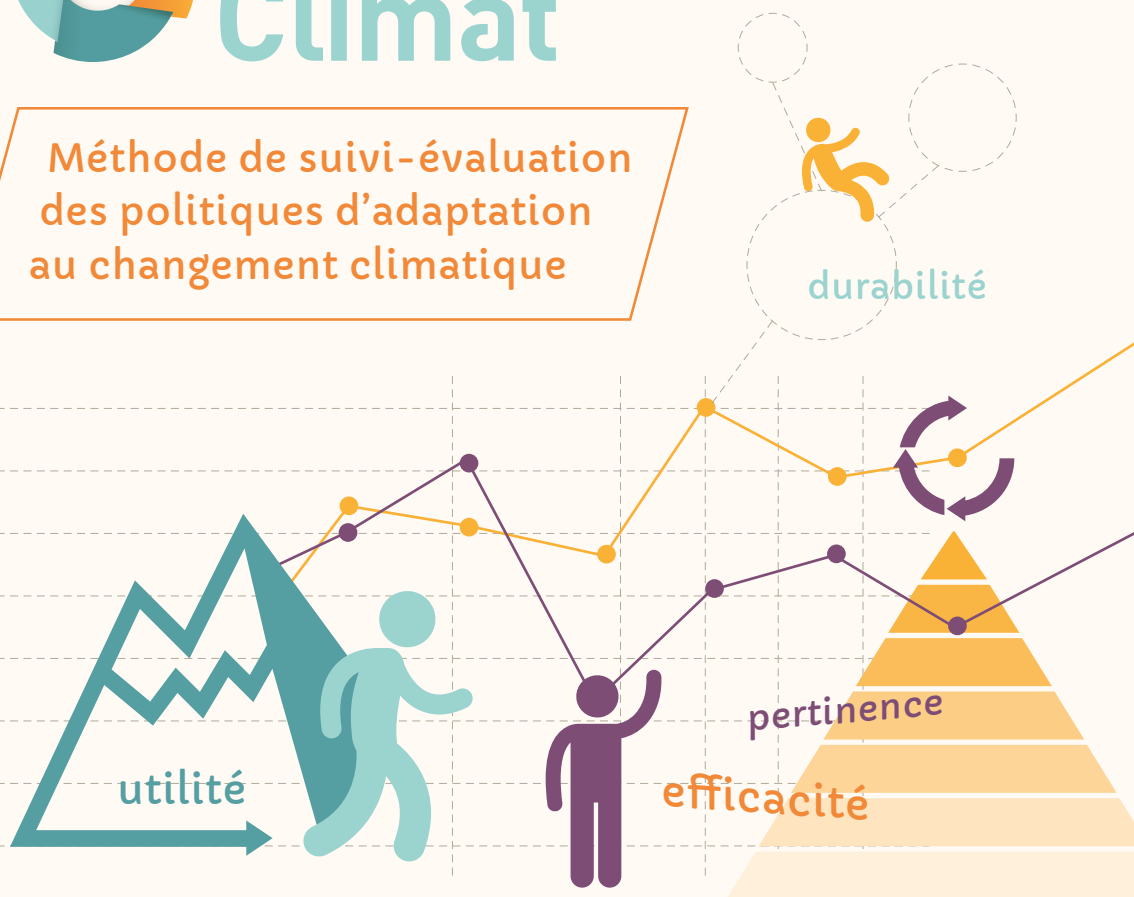 Climat
Méthode de suivi-évaluation
des politiques d’adaptation
au changement climatique
durabilité
pertinence
efficacité
utilité